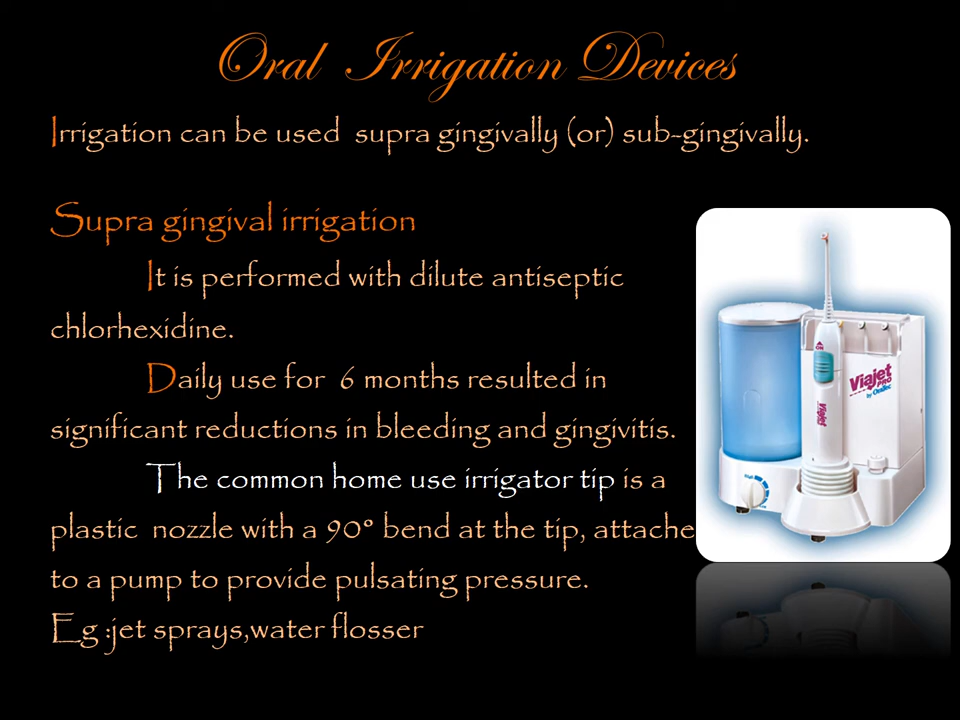 Oral Irrigation Devices
Irrigation can be used supra gingivally (or) sub-gingivally.
Supra gingival irrigation
It is performed with dilute antiseptic
chlorhexidine.
Daily use for 6 months resulted in
significant reductions in bleeding and gingivitis.
The common home use irrigator tip is a
plastic nozzle with a 90° bend at the tip, attache
to a pump to provide pulsating pressure.
Eg :jet sprays,water flosser
ON
Viajet
PRO
Viajet